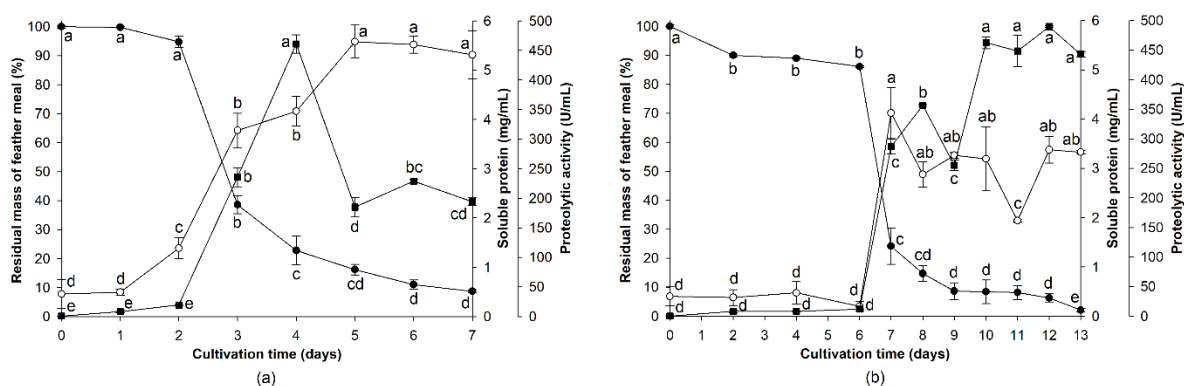 Residual mass of feather meal (%)
100
90
80
70
60
50
40
30
20
10
0
a a a a a a a
b b
c b
b c
d d d bc cd
e e e cd d d
0 1 2 3 4 5 6 7
Cultivation time (days)
6
5
4
3
2
1
0
Soluble protein (mg/mL)
500
450
400
350
300
250
200
150
100
50
0
Proteolytic activity (U/mL)
(a)
Residual mass of feather meal (%)
100
90
80
70
60
50
40
30
20
10
0
a b b b a b a a a a
c ab c ab ab ab
c cd d c d d d e
d d d d
d d d d
0 1 2 3 4 5 6 7 8 9 10 11 12 13
Cultivation time (days)
6
5
4
3
2
1
0
Soluble protein (mg/mL)
500
450
400
350
300
250
200
150
100
50
0
Proteolytic activity (U/mL)
(b)